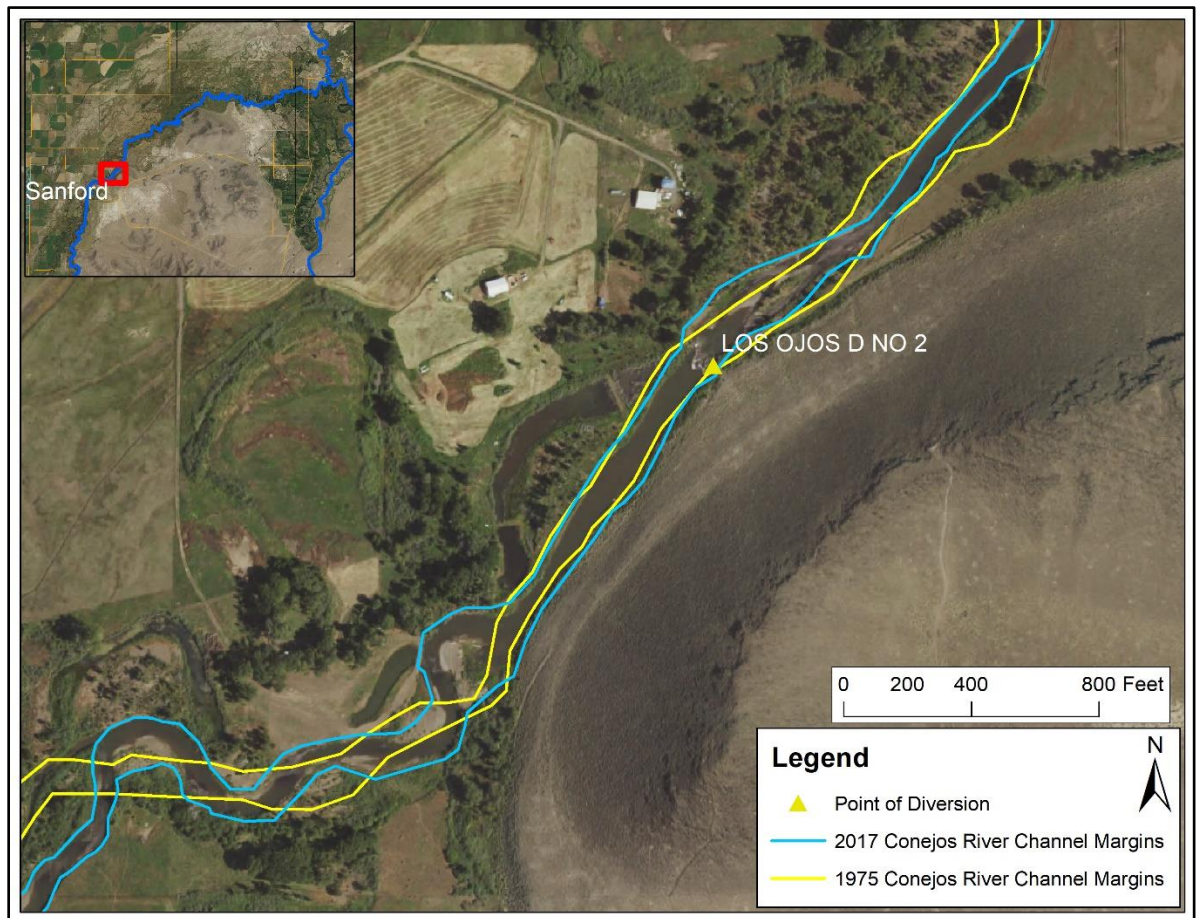 Sanford
LOS OJOS D NO 2
0 200 400 800 Feet
Legend
N
Point of Diversion
2017 Conejos River Channel Margins
1975 Conejos River Channel Margins